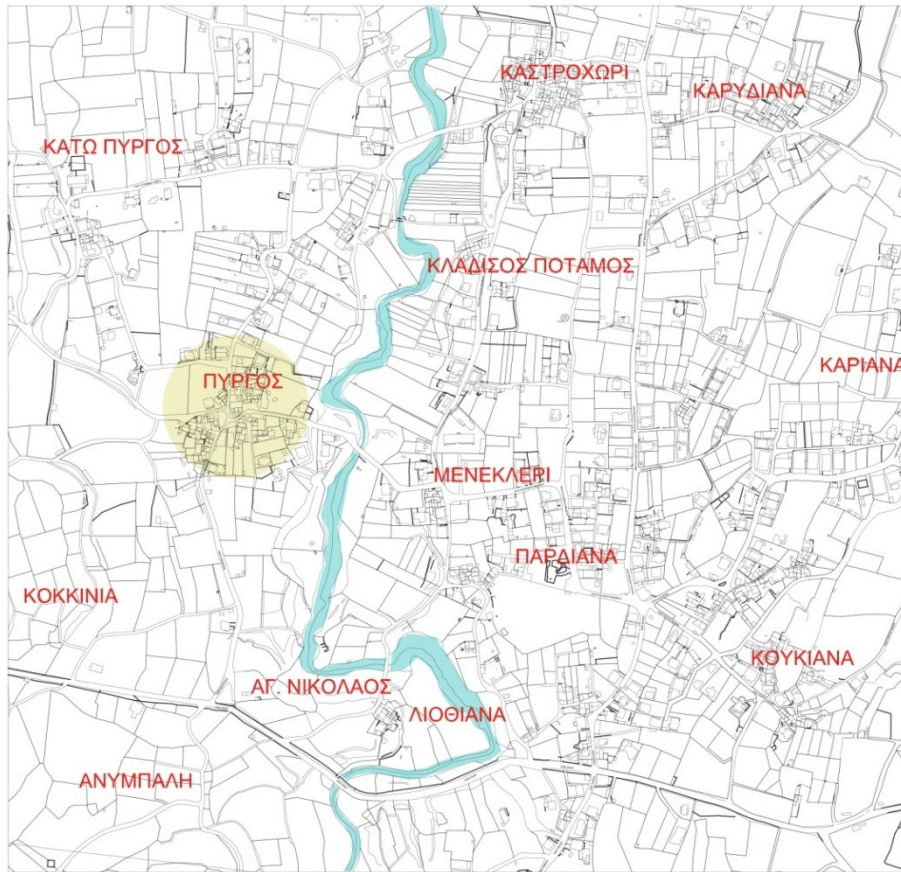 ΚΑΣΤΡΟΧΩΡΙ
ΚΑΡΥΔΙΑΝΑ
ΚΑΤΩ ΠΥΡΓΟΣ
ΚΛΑΔΙΣΟΣ ΠΟΤΑΜΟΣ
ΚΑΡΙΑΝΑ
ΠΥΡΓΟΣ
ΜΕΝΕΚΛΕΡΙ
ΠΑΡΔΙΑΝΑ
ΚΟΚΚΙΝΙΑ
ΚΟΥΚΙΑΝΑ
ΑΓ. ΝΙΚΟΛΑΟΣ
ΛΙΟΘΙΑΝΑ
ΑΝΥΜΠΑΛΗ